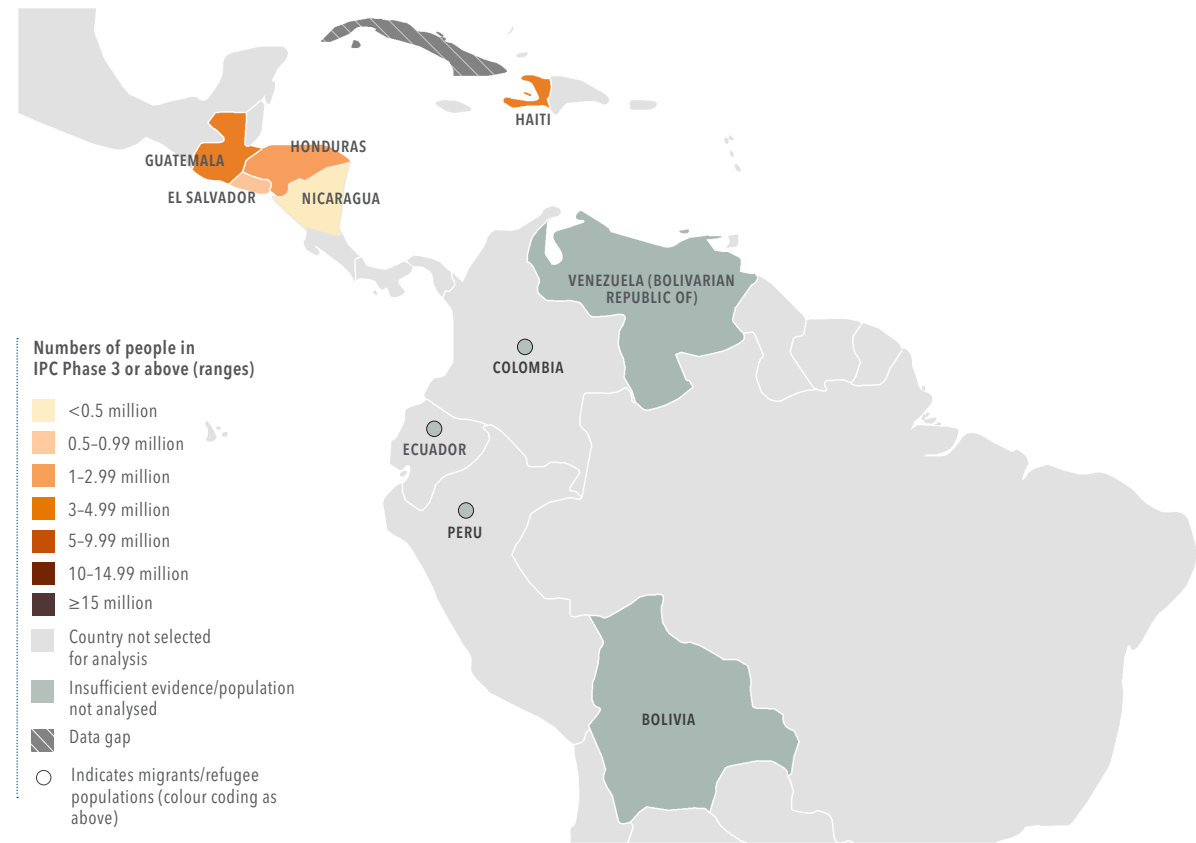 HAITI
HONDURAS
GUATEMALA
EL SALVADOR
NICARAGUA
VENEZUELA (BOLIVARIAN
REPUBLIC OF)
COLOMBIA
ECUADOR
PERU
BOLIVIA
Numbers of people in
IPC Phase 3 or above (ranges)
<0.5 million
0.5–0.99 million
1–2.99 million
3–4.99 million
5–9.99 million
10–14.99 million
≥15 million
Country not selected
for analysis
Insufficient evidence/population
not analysed
Data gap
Indicates migrants/refugee
populations (colour coding as
above)